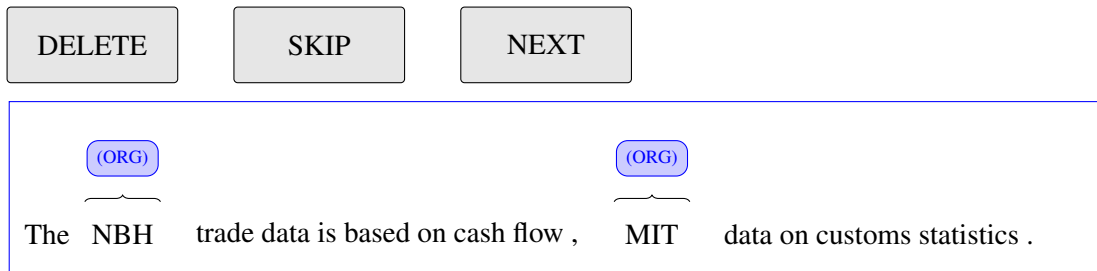 DELETE SKIP NEXT
(ORG) (ORG)
The NBH trade data is based on cash flow , MIT data on customs statistics .